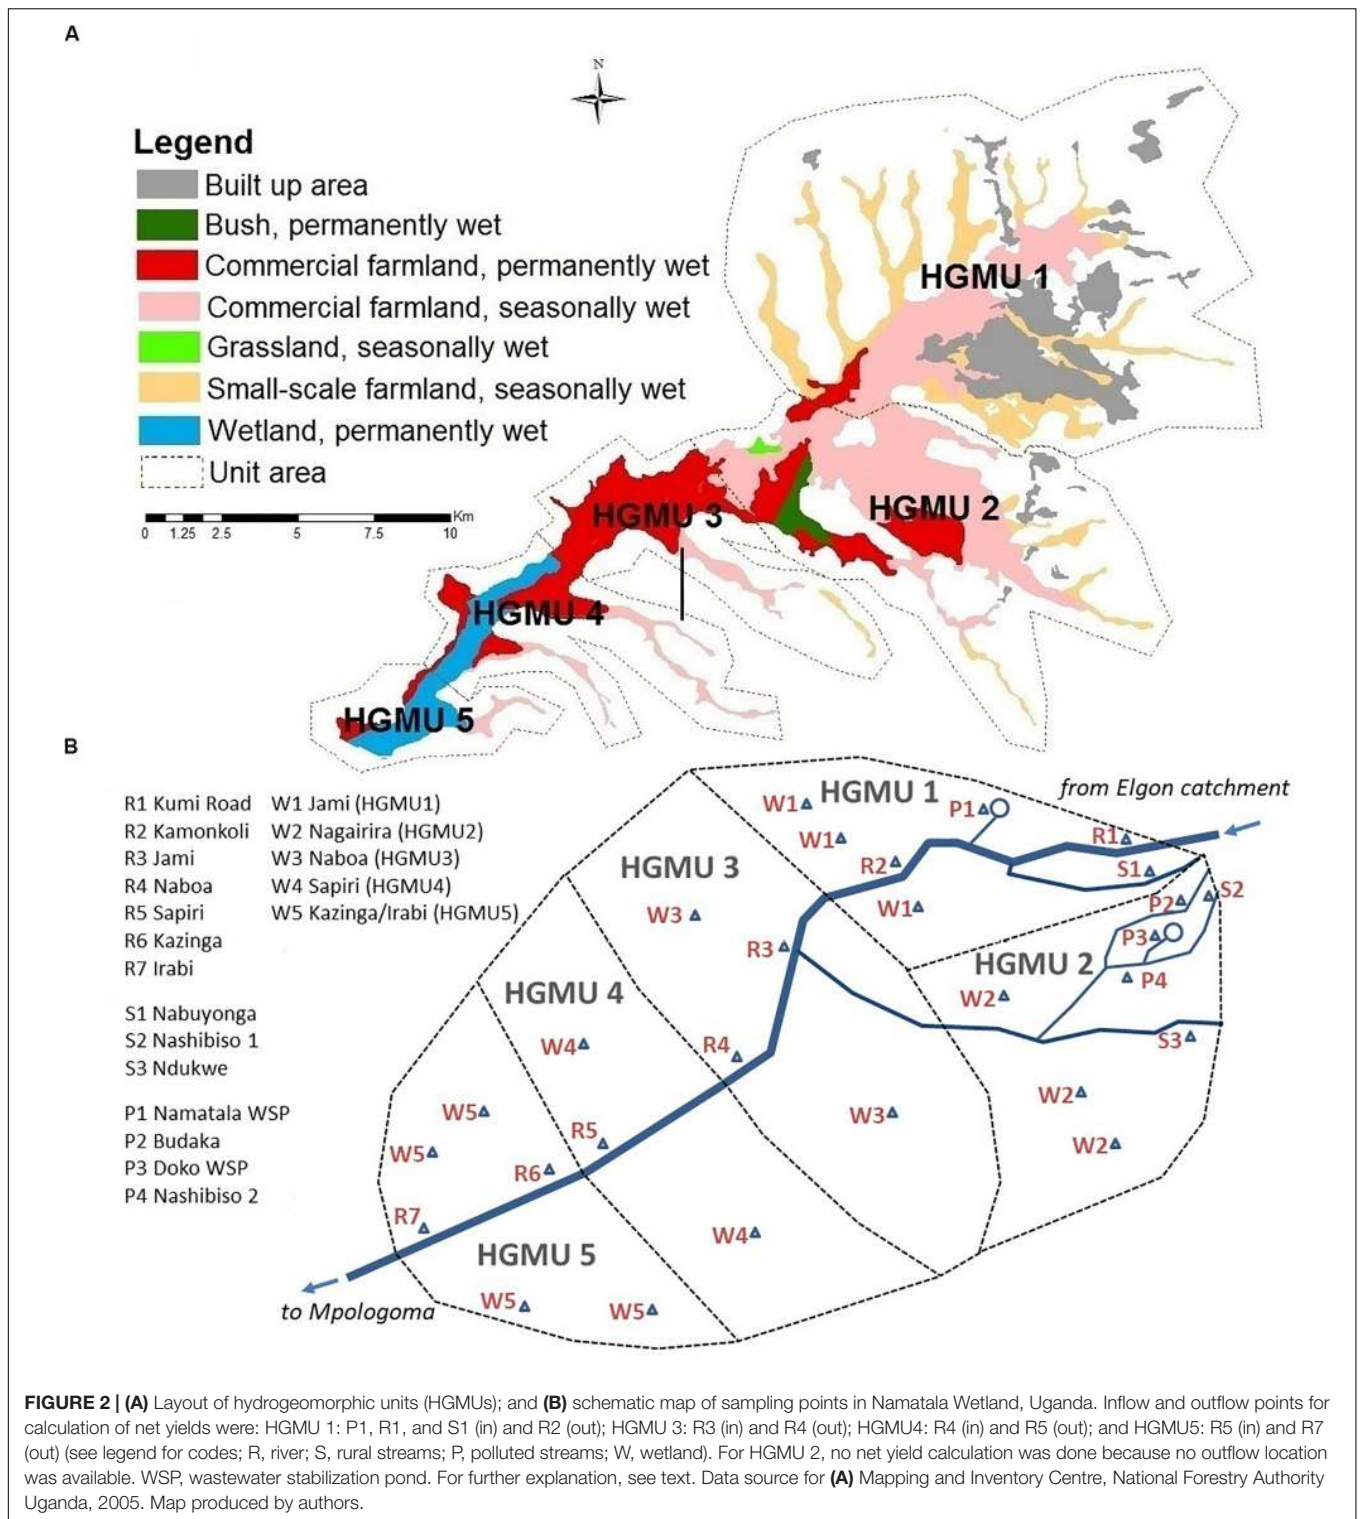 A
N
Legend
Built up area
Bush, permanently wet
Commercial farmland, permanently wet
Commercial farmland, seasonally wet
Grassland, seasonally wet
Small-scale farmland, seasonally wet
Wetland, permanently wet
Unit area
Km
0 1.25 2.5 5 7.5 10
HGMU 1
HGMU 2
HGMU 3
HGMU 4
HGMU 5
B
R1 Kumi Road W1 Jami (HGMU1)
R2 Kamonkoli W2 Nagairira (HGMU2)
R3 Jami W3 Naboa (HGMU3)
R4 Naboa W4 Sapiri (HGMU4)
R5 Sapiri W5 Kazinga/Irabi (HGMU5)
R6 Kazinga
R7 Irabi
S1 Nabuyonga
S2 Nashibiso 1
S3 Ndukwe
P1 Namatala WSP
P2 Budaka
P3 Doko WSP
P4 Nashibiso 2
from Elgon catchment
W1 HGMU 1 P1
W1 R1
R2 S1
HGMU 3
W1 P2 S2
W3 P3
R3
HGMU 2 P4
HGMU 4 W2
W4 R4 S3
W2
W5 W3
R5 W2
W5 R6
R7 W4
HGMU 5
W5 W5
to Mpologoma
FIGURE 2 | (A) Layout of hydrogeomorphic units (HGMUs); and (B) schematic map of sampling points in Namatala Wetland, Uganda. Inflow and outflow points for
calculation of net yields were: HGMU 1: P1, R1, and S1 (in) and R2 (out); HGMU 3: R3 (in) and R4 (out); HGMU4: R4 (in) and R5 (out); and HGMU5: R5 (in) and R7
(out) (see legend for codes; R, river; S, rural streams; P, polluted streams; W, wetland). For HGMU 2, no net yield calculation was done because no outflow location
was available. WSP, wastewater stabilization pond. For further explanation, see text. Data source for (A) Mapping and Inventory Centre, National Forestry Authority
Uganda, 2005. Map produced by authors.